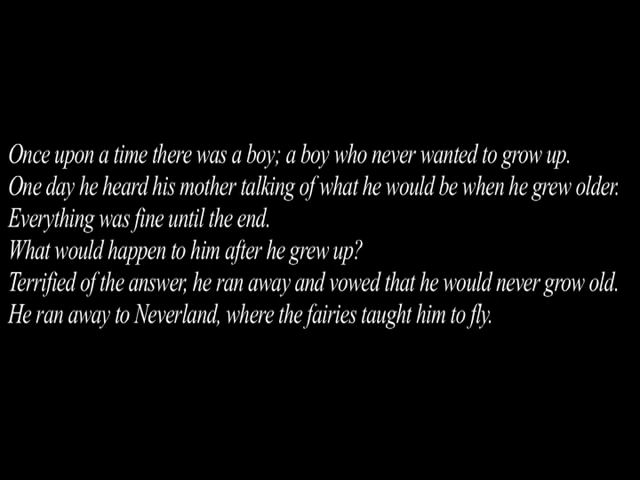 Once upon a time there was a boy; a boy who never wanted to grow up.
One day he heard his mother talking of what he would be when he grew older.
Everything was fine until the end.
What would happen to him after he grew up?
Terrified of the answer, he ran away and vowed that he would never grow old.
He ran away to Neverland, where the fairies taught him to fly.